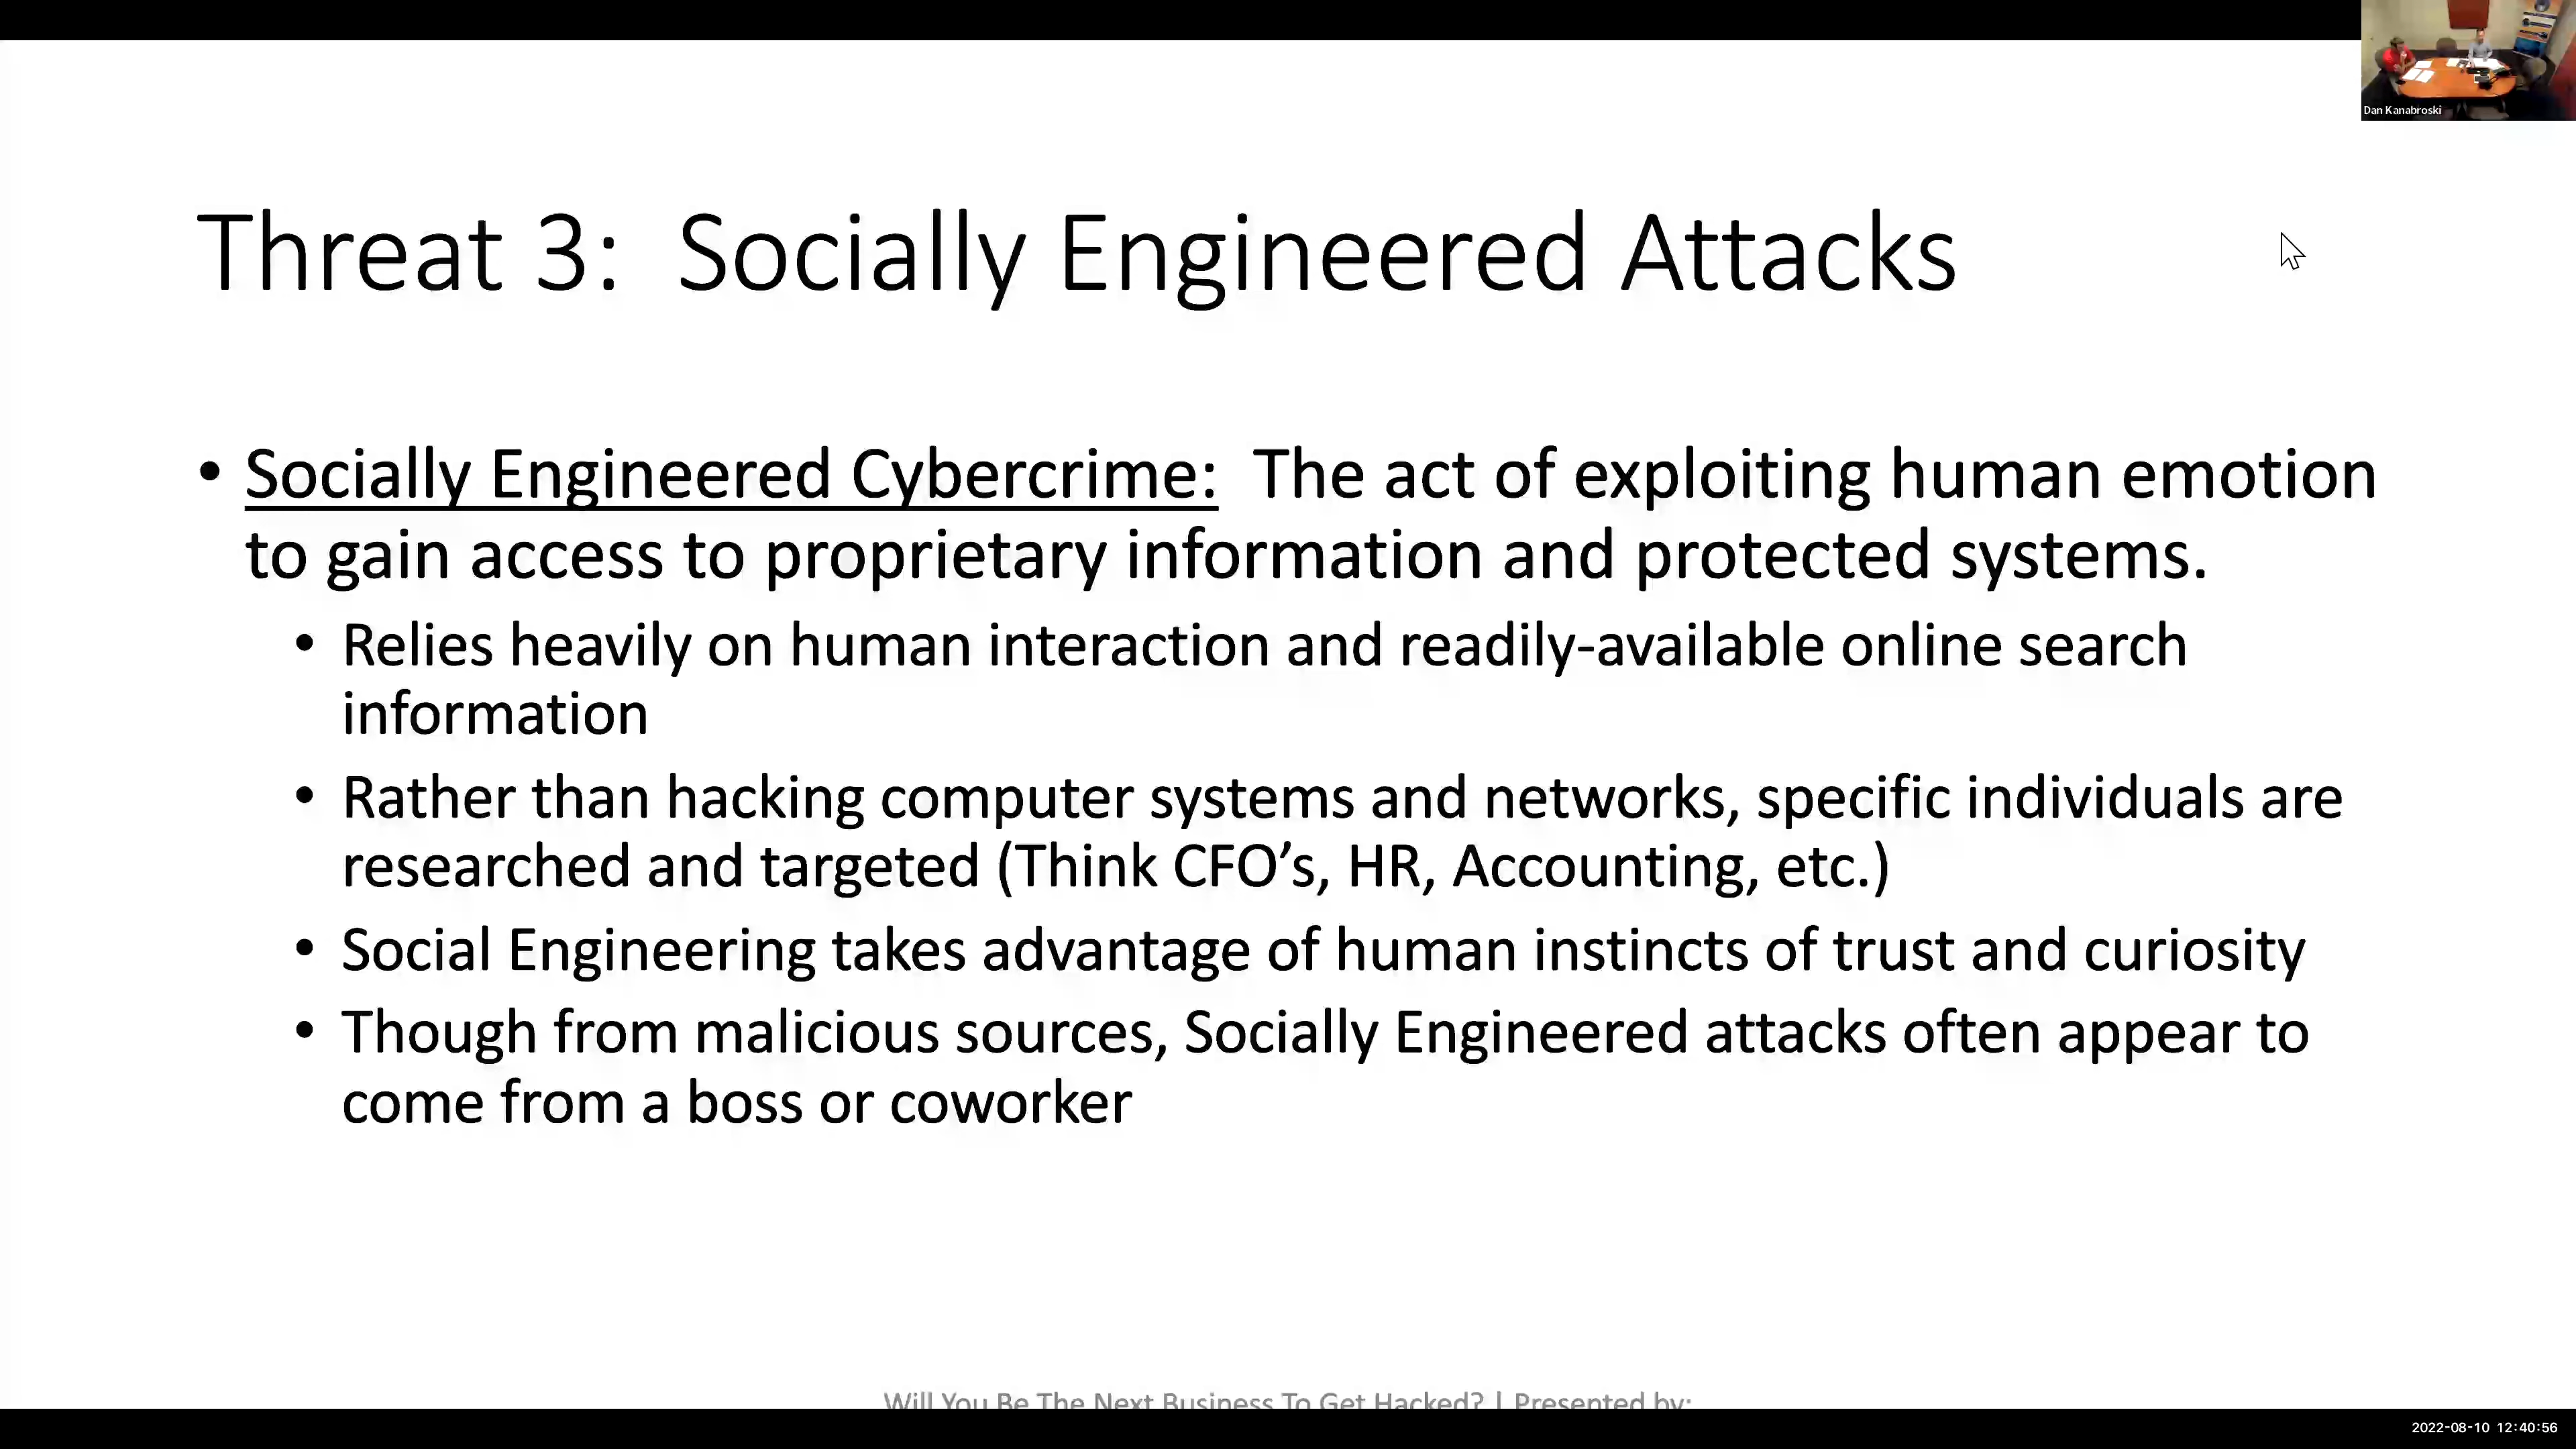 Dan Kanabroski
Threat 3: Socially Engineered Attacks
• Socially Engineered Cybercrime: The act of exploiting human emotion
to gain access to proprietary information and protected systems.
• Relies heavily on human interaction and readily-available online search
information
• Rather than hacking computer systems and networks, specific individuals are
researched and targeted (Think CFO’s, HR, Accounting, etc.)
• Social Engineering takes advantage of human instincts of trust and curiosity
• Though from malicious sources, Socially Engineered attacks often appear to
come from a boss or coworker
Will You Be The Next Business To Get Hacked? | Presented by:
2022-08-10 12:40:56